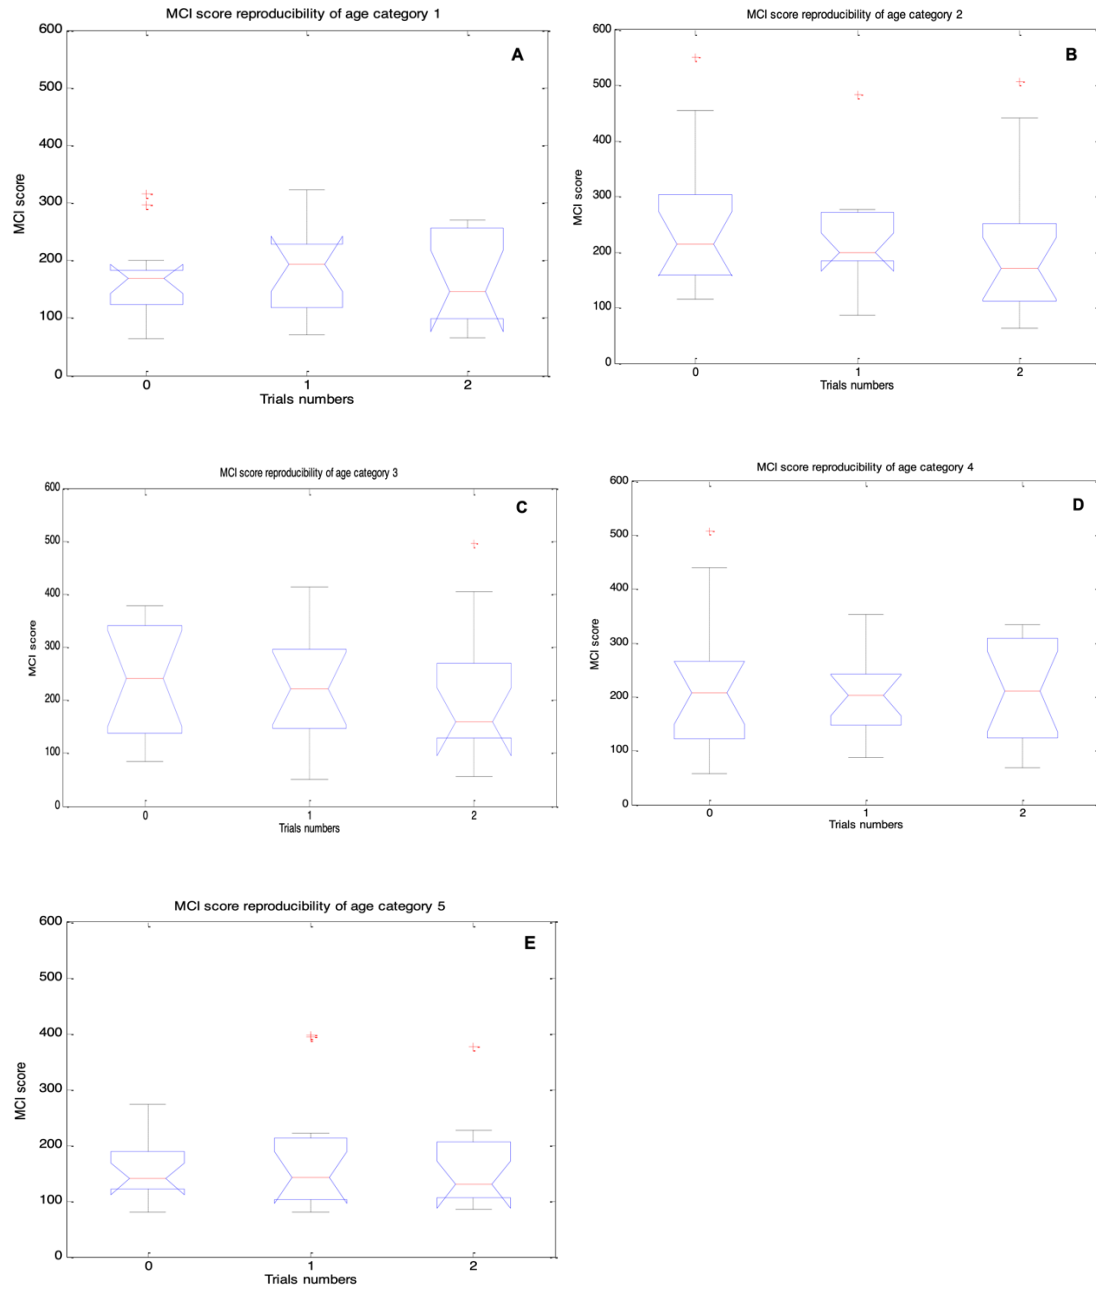 MCI score reproducibility of age category 1
A
600
500
400
300
200
100
0
MCI score
0 1 2
Trials numbers
MCI score reproducibility of age category 2
B
600
500
400
300
200
100
0
MCI score
0 1 2
Trials numbers
MCI score reproducibility of age category 3
C
600
500
400
300
200
100
0
MCI score
0 1 2
Trials numbers
MCI score reproducibility of age category 4
D
600
500
400
300
200
100
0
MCI score
0 1 2
Trials numbers
MCI score reproducibility of age category 5
E
600
500
400
300
200
100
0
MCI score
0 1 2
Trials numbers